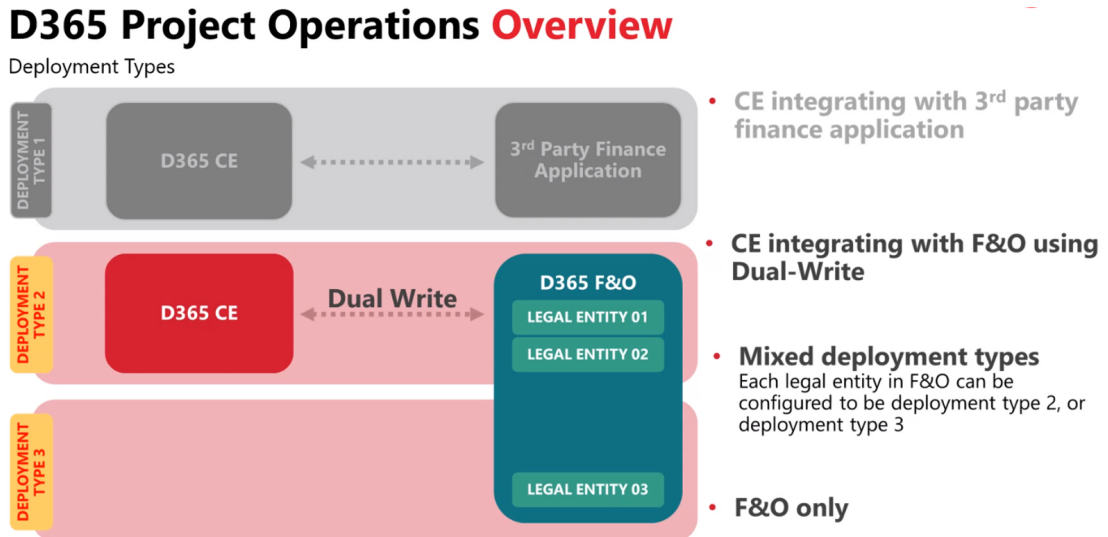 D365 Project Operations Overview
Deployment Types
DEPLOYMENT
TYPE 1
D365 CE
3rd Party Finance
Application
• CE integrating with 3rd party
finance application
DEPLOYMENT
TYPE 2
D365 CE
Dual Write
D365 F&O
LEGAL ENTITY 01
LEGAL ENTITY 02
• CE integrating with F&O using
Dual-Write
• Mixed deployment types
Each legal entity in F&O can be
configured to be deployment type 2, or
deployment type 3
DEPLOYMENT
TYPE 3
LEGAL ENTITY 03
• F&O only